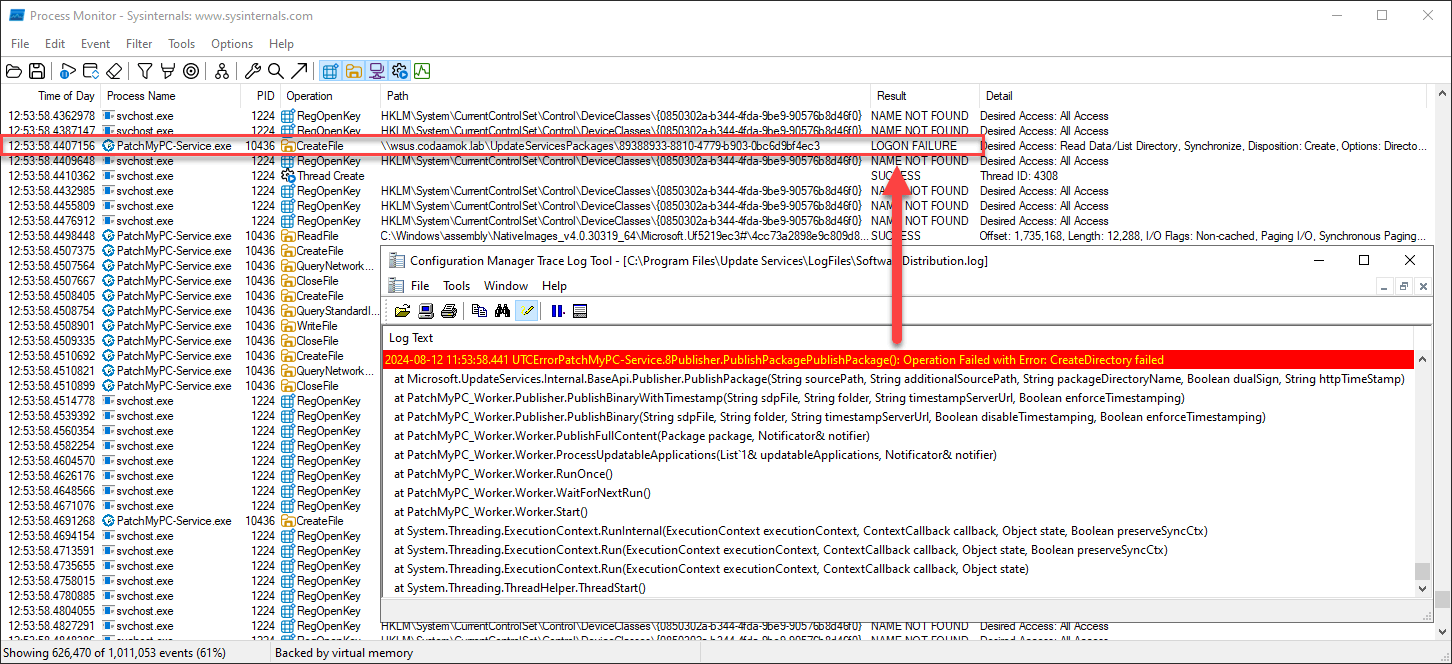 Process Monitor - Sysinternals: www.sysinternals.com
File Edit Event Filter Tools Options Help
Time of Day Process Name PID Operation Path Result Detail
12:53:58.4362978 svchost.exe 1224 RegOpenKey HKLM\System\CurrentControlSet\Control\DeviceClasses\{0850302a-b344-4fda-9be9-90576b8d46f0} NAME NOT FOUND Desired Access: All Access
12:53:58.4387147 svchost.exe 1224 RegOpenKey HKLM\System\CurrentControlSet\Control\DeviceClasses\{0850302a-b344-4fda-9be9-90576b8d46f0} NAME NOT FOUND Desired Access: All Access
12:53:58.4407156 PatchMyPC-Service.exe 10436 CreateFile \\wsus.codaamok.lab\UpdateServicesPackages\89388933-8810-4779-b903-0bc6d9bf4ec3 LOGON FAILURE Desired Access: Read Data/List Directory, Synchronize, Disposition: Create, Options: Directo...
12:53:58.4409648 svchost.exe 1224 RegOpenKey HKLM\System\CurrentControlSet\Control\DeviceClasses\{0850302a-b344-4fda-9be9-90576b8d46f0} NAME NOT FOUND Desired Access: All Access
12:53:58.4410362 svchost.exe 1224 Thread Create SUCCESS Thread ID: 4308
12:53:58.4432985 svchost.exe 1224 RegOpenKey HKLM\System\CurrentControlSet\Control\DeviceClasses\{0850302a-b344-4fda-9be9-90576b8d46f0} NAME NOT FOUND Desired Access: All Access
12:53:58.4455809 svchost.exe 1224 RegOpenKey HKLM\System\CurrentControlSet\Control\DeviceClasses\{0850302a-b344-4fda-9be9-90576b8d46f0} NAME NOT FOUND Desired Access: All Access
12:53:58.4476912 svchost.exe 1224 RegOpenKey HKLM\System\CurrentControlSet\Control\DeviceClasses\{0850302a-b344-4fda-9be9-90576b8d46f0} NAME NOT FOUND Desired Access: All Access
12:53:58.4498448 PatchMyPC-Service.exe 10436 ReadFile C:\Windows\assembly\NativeImages_v4.0.30319_64\Microsoft.Uf5219ec3#\4cc73a2898e9c809d8... SUCCESS Offset: 1,735,168, Length: 12,288, I/O Flags: Non-cached, Paging I/O, Synchronous Paging...
12:53:58.4507375 PatchMyPC-Service.exe 10436 CreateFile
12:53:58.4507564 PatchMyPC-Service.exe 10436 QueryNetwork...
12:53:58.4507667 PatchMyPC-Service.exe 10436 CloseFile
12:53:58.4508405 PatchMyPC-Service.exe 10436 CreateFile
12:53:58.4508754 PatchMyPC-Service.exe 10436 QueryStandardI...
12:53:58.4508901 PatchMyPC-Service.exe 10436 WriteFile
12:53:58.4509335 PatchMyPC-Service.exe 10436 CloseFile
12:53:58.4510692 PatchMyPC-Service.exe 10436 CreateFile
12:53:58.4510821 PatchMyPC-Service.exe 10436 QueryNetwork...
12:53:58.4510899 PatchMyPC-Service.exe 10436 CloseFile
12:53:58.4514778 svchost.exe 1224 RegOpenKey
12:53:58.4539392 svchost.exe 1224 RegOpenKey
12:53:58.4560354 svchost.exe 1224 RegOpenKey
12:53:58.4582254 svchost.exe 1224 RegOpenKey
12:53:58.4604570 svchost.exe 1224 RegOpenKey
12:53:58.4626176 svchost.exe 1224 RegOpenKey
12:53:58.4648566 svchost.exe 1224 RegOpenKey
12:53:58.4671076 svchost.exe 1224 RegOpenKey
12:53:58.4691268 PatchMyPC-Service.exe 10436 CreateFile
12:53:58.4694154 svchost.exe 1224 RegOpenKey
12:53:58.4713591 svchost.exe 1224 RegOpenKey
12:53:58.4735655 svchost.exe 1224 RegOpenKey
12:53:58.4758015 svchost.exe 1224 RegOpenKey
12:53:58.4780885 svchost.exe 1224 RegOpenKey
12:53:58.4804055 svchost.exe 1224 RegOpenKey
12:53:58.4827291 svchost.exe 1224 RegOpenKey HKLM\System\CurrentControlSet\Control\DeviceClasses\{0850302a-b344-4fda-9be9-90576b8d46f0} NAME NOT FOUND Desired Access: All Access
Configuration Manager Trace Log Tool - [C:\Program Files\Update Services\LogFiles\SoftwareDistribution.log]
File Tools Window Help
Log Text
2024-08-12 11:53:58.441 UTCErrorPatchMyPC-Service.8Publisher.PublishPackagePublishPackage(): Operation Failed with Error: CreateDirectory failed
at Microsoft.UpdateServices.Internal.BaseApi.Publisher.PublishPackage(String sourcePath, String additionalSourcePath, String packageDirectoryName, Boolean dualSign, String httpTimeStamp)
at PatchMyPC_Worker.Publisher.PublishBinaryWithTimestamp(String sdpFile, String folder, String timestampServerUrl, Boolean enforceTimestamping)
at PatchMyPC_Worker.Publisher.PublishBinary(String sdpFile, String folder, String timestampServerUrl, Boolean disableTimestamping, Boolean enforceTimestamping)
at PatchMyPC_Worker.Worker.PublishFullContent(Package package, Notificator& notifier)
at PatchMyPC_Worker.Worker.ProcessUpdatableApplications(List`1& updatableApplications, Notificator& notifier)
at PatchMyPC_Worker.Worker.RunOnce()
at PatchMyPC_Worker.Worker.WaitForNextRun()
at PatchMyPC_Worker.Worker.Start()
at System.Threading.ExecutionContext.RunInternal(ExecutionContext executionContext, ContextCallback callback, Object state, Boolean preserveSyncCtx)
at System.Threading.ExecutionContext.Run(ExecutionContext executionContext, ContextCallback callback, Object state, Boolean preserveSyncCtx)
at System.Threading.ExecutionContext.Run(ExecutionContext executionContext, ContextCallback callback, Object state)
at System.Threading.ThreadHelper.ThreadStart()
Showing 626,470 of 1,011,053 events (61%) Backed by virtual memory